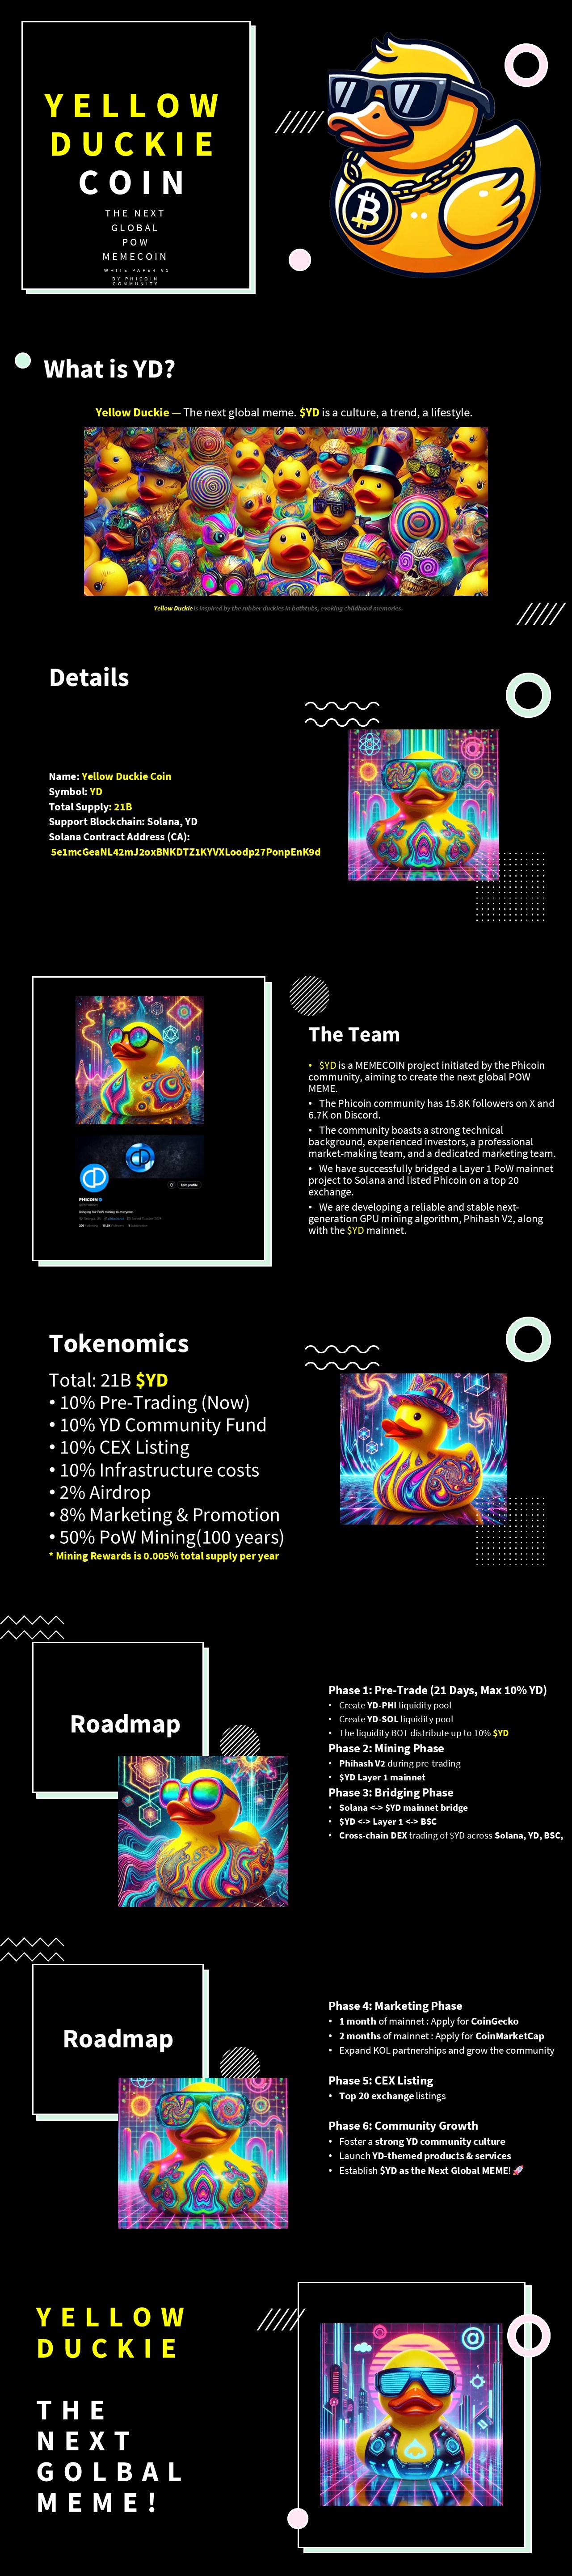 YELLOW
DUCKIE
COIN
THE NEXT
GLOBAL
POW
MEMECOIN
WHITE PAPER V1
BY PHICOIN
COMMUNITY
What is YD?
Yellow Duckie — The next global meme. $YD is a culture, a trend, a lifestyle.
Yellow Duckie is inspired by the rubber duckies in bathtubs, evoking childhood memories.
Details
Name: Yellow Duckie Coin
Symbol: YD
Total Supply: 21B
Support Blockchain: Solana, YD
Solana Contract Address (CA):
5e1mcGeaNL42mJ2oxBNKDTZ1KYVXLoodp27PonpEnK9d
PHICOIN
Edit profile
The Team
• $YD is a MEMECOIN project initiated by the Phicoin
community, aiming to create the next global POW
MEME.
• The Phicoin community has 15.8K followers on X and
6.7K on Discord.
• The community boasts a strong technical
background, experienced investors, a professional
market-making team, and a dedicated marketing team.
• We have successfully bridged a Layer 1 PoW mainnet
project to Solana and listed Phicoin on a top 20
exchange.
• We are developing a reliable and stable next-
generation GPU mining algorithm, Phihash V2, along
with the $YD mainnet.
Tokenomics
Total: 21B $YD
• 10% Pre-Trading (Now)
• 10% YD Community Fund
• 10% CEX Listing
• 10% Infrastructure costs
• 2% Airdrop
• 8% Marketing & Promotion
• 50% PoW Mining(100 years)
* Mining Rewards is 0.005% total supply per year
Roadmap
Phase 1: Pre-Trade (21 Days, Max 10% YD)
• Create YD-PHI liquidity pool
• Create YD-SOL liquidity pool
• The liquidity BOT distribute up to 10% $YD
Phase 2: Mining Phase
• Phihash V2 during pre-trading
• $YD Layer 1 mainnet
Phase 3: Bridging Phase
• Solana <-> $YD mainnet bridge
• $YD <-> Layer 1 <-> BSC
• Cross-chain DEX trading of $YD across Solana, YD, BSC,
Roadmap
Phase 4: Marketing Phase
• 1 month of mainnet : Apply for CoinGecko
• 2 months of mainnet : Apply for CoinMarketCap
• Expand KOL partnerships and grow the community
Phase 5: CEX Listing
• Top 20 exchange listings
Phase 6: Community Growth
• Foster a strong YD community culture
• Launch YD-themed products & services
• Establish $YD as the Next Global MEME! 🚀
YELLOW
DUCKIE
THE
NEXT
GOLBAL
MEME!